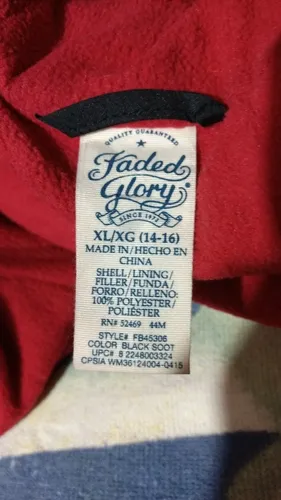 QUALITY GUARANTEED
Faded
Glory®
SINCE 1972
XL/XG (14-16)
MADE IN/HECHO EN
CHINA
SHELL/LINING/
FILLER/FUNDA/
FORRO/RELLENO:
100% POLYESTER/
POLIÉSTER
RN# 52469 44M
STYLE# FB45306
COLOR BLACK SOOT
UPC# 8 2248003324
CPSIA WM36124004-0415